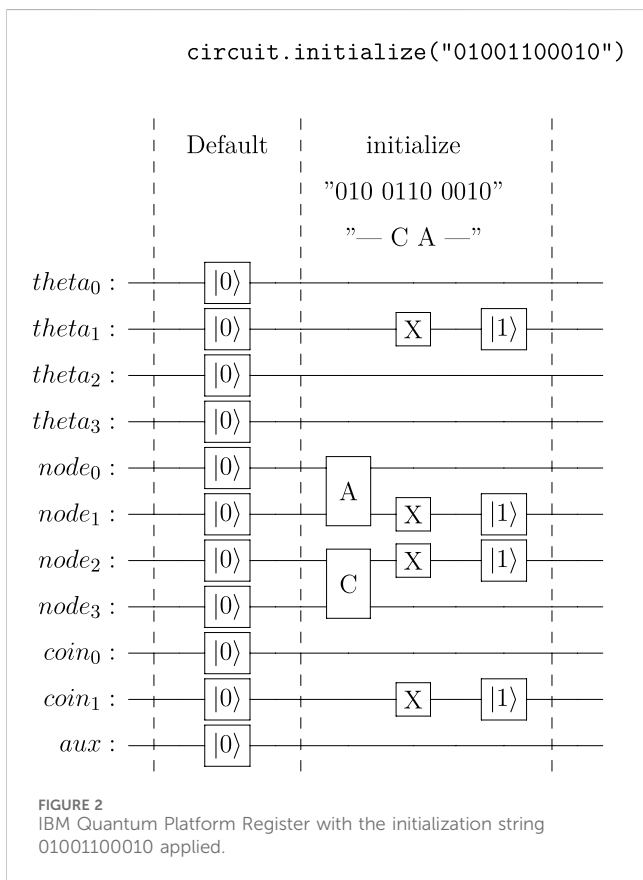 circuit.initialize("01001100010")
Default initialize
"010 0110 0010"
"— C A —"
theta₀ : |0⟩
theta₁ : |0⟩ X |1⟩
theta₂ : |0⟩
theta₃ : |0⟩
node₀ : |0⟩
A
node₁ : |0⟩ X |1⟩
node₂ : |0⟩ X |1⟩
C
node₃ : |0⟩
coin₀ : |0⟩
coin₁ : |0⟩ X |1⟩
aux : |0⟩
FIGURE 2
IBM Quantum Platform Register with the initialization string
01001100010 applied.